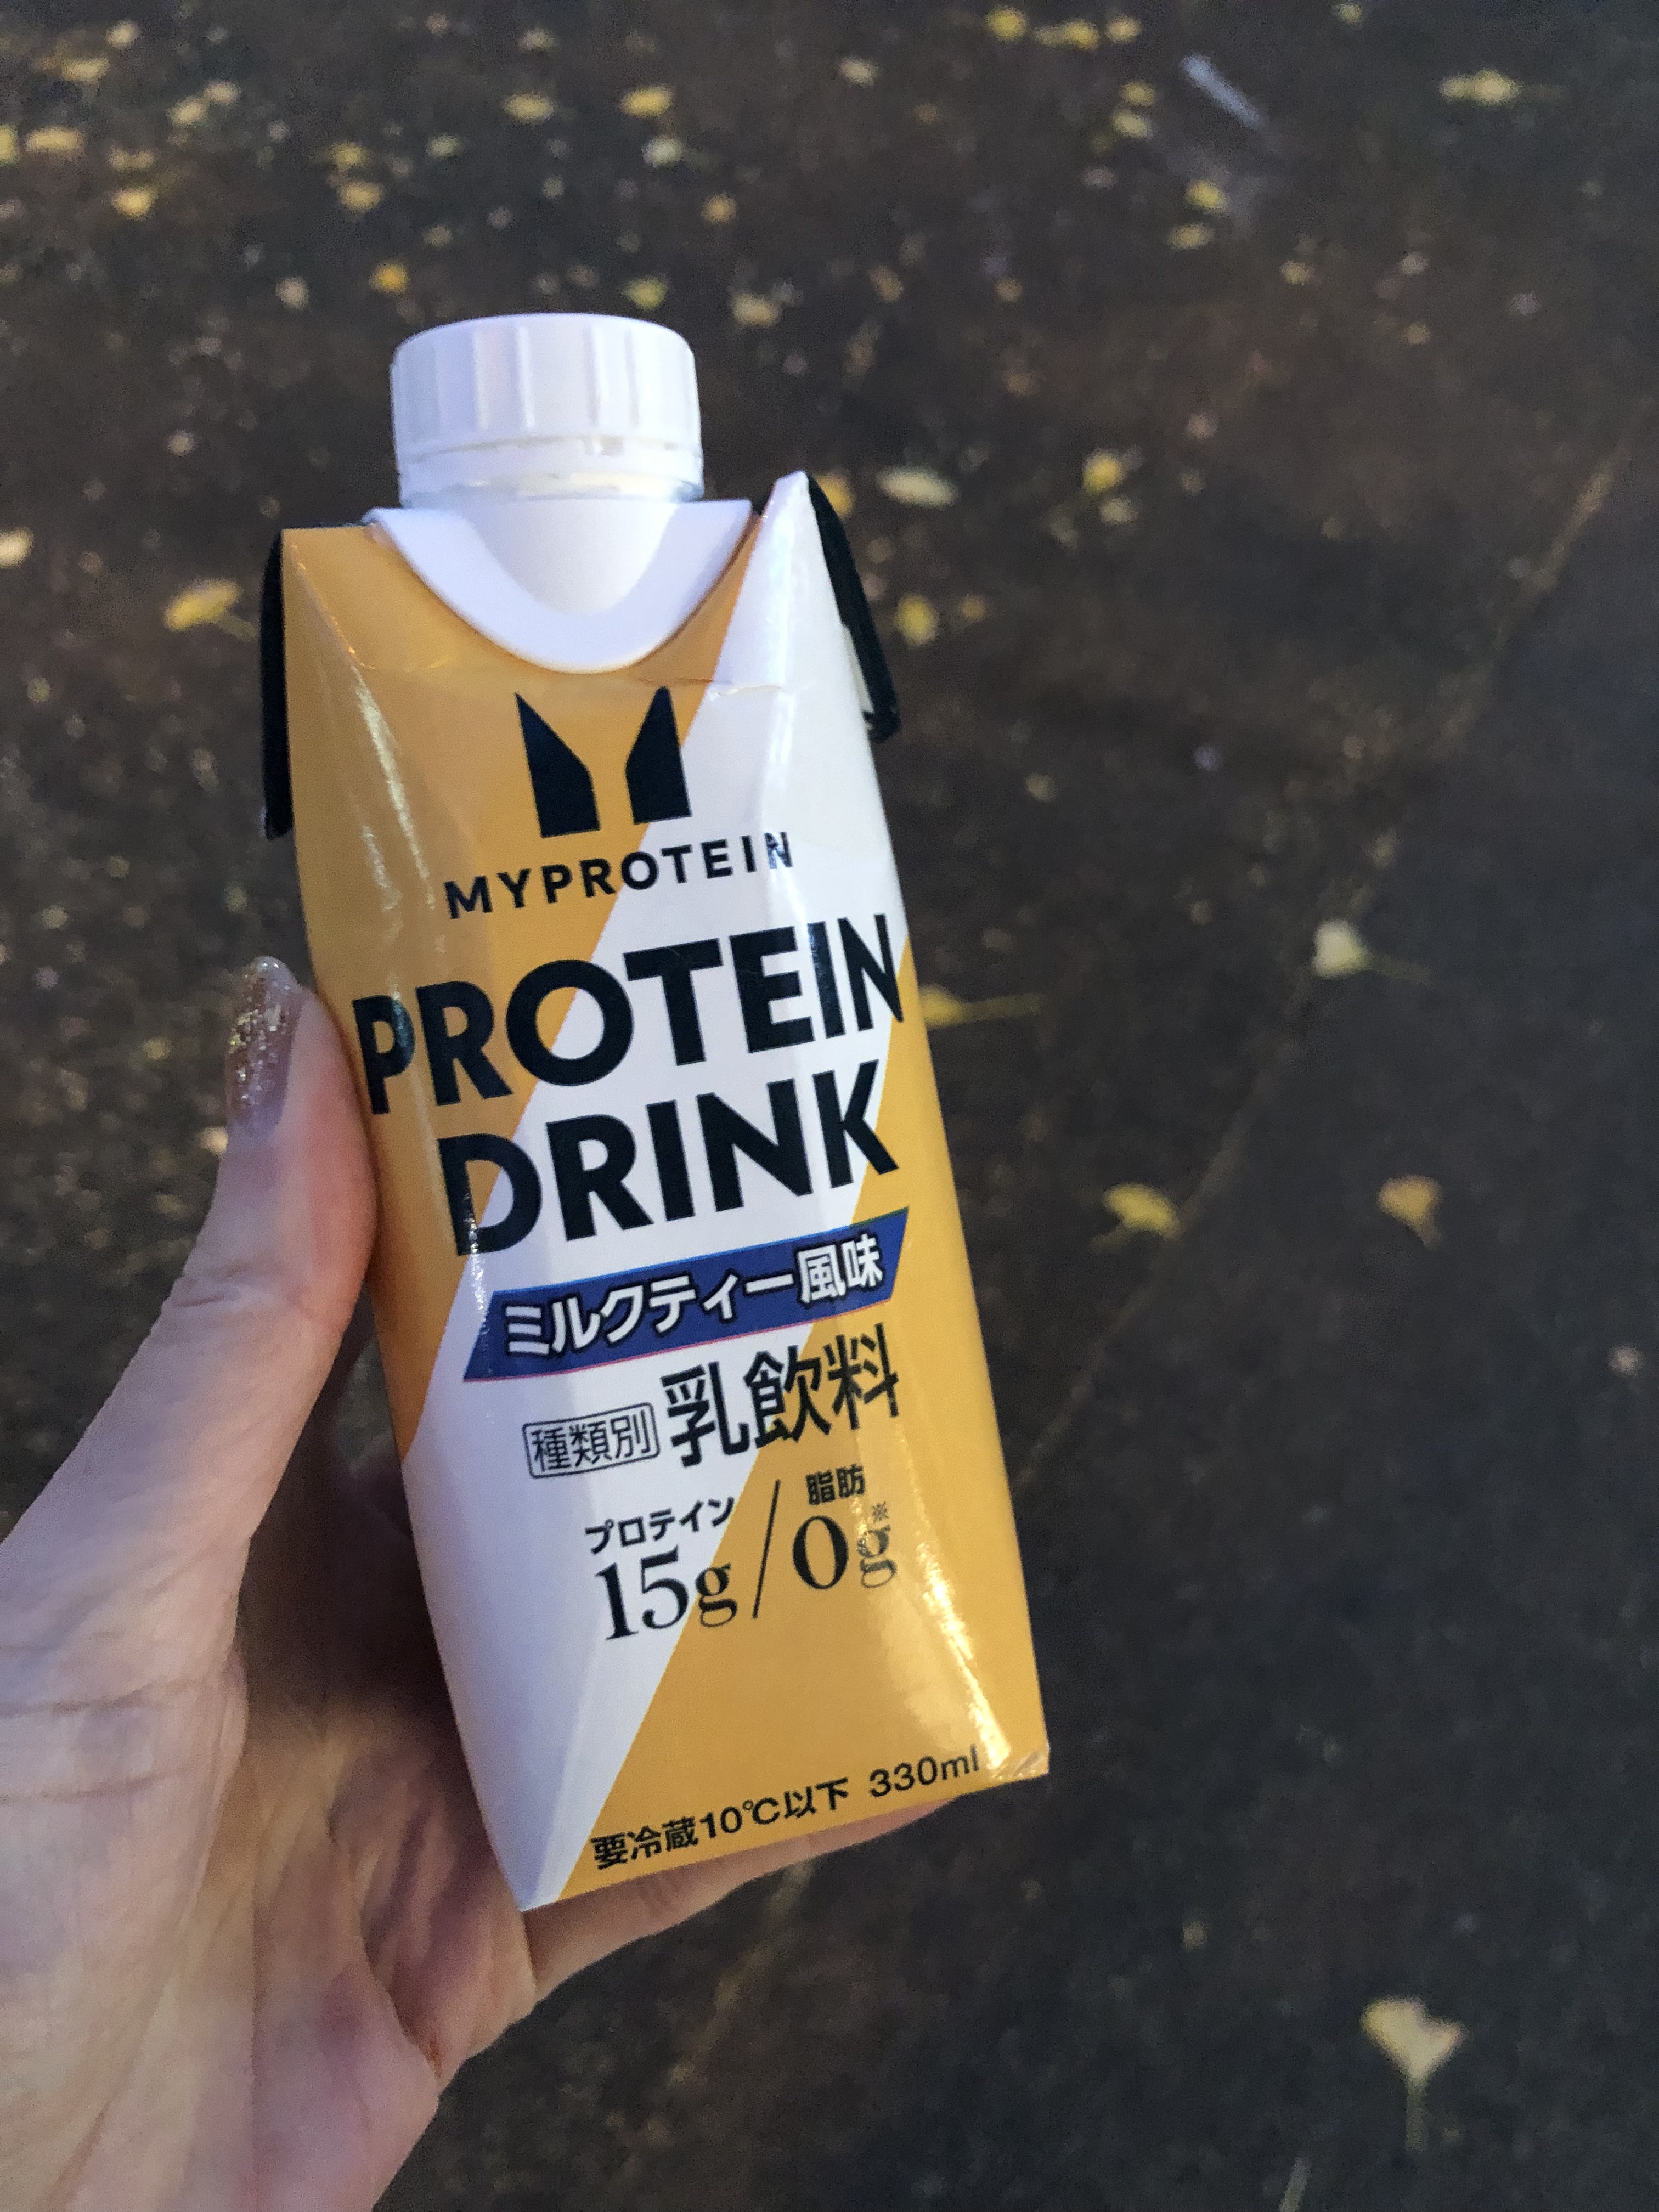 MYPROTEIN
PROTEIN
DRINK
ミルクティー風味
種類別 乳飲料
プロテイン 脂肪
15g/0g※
要冷蔵10℃以下 330ml